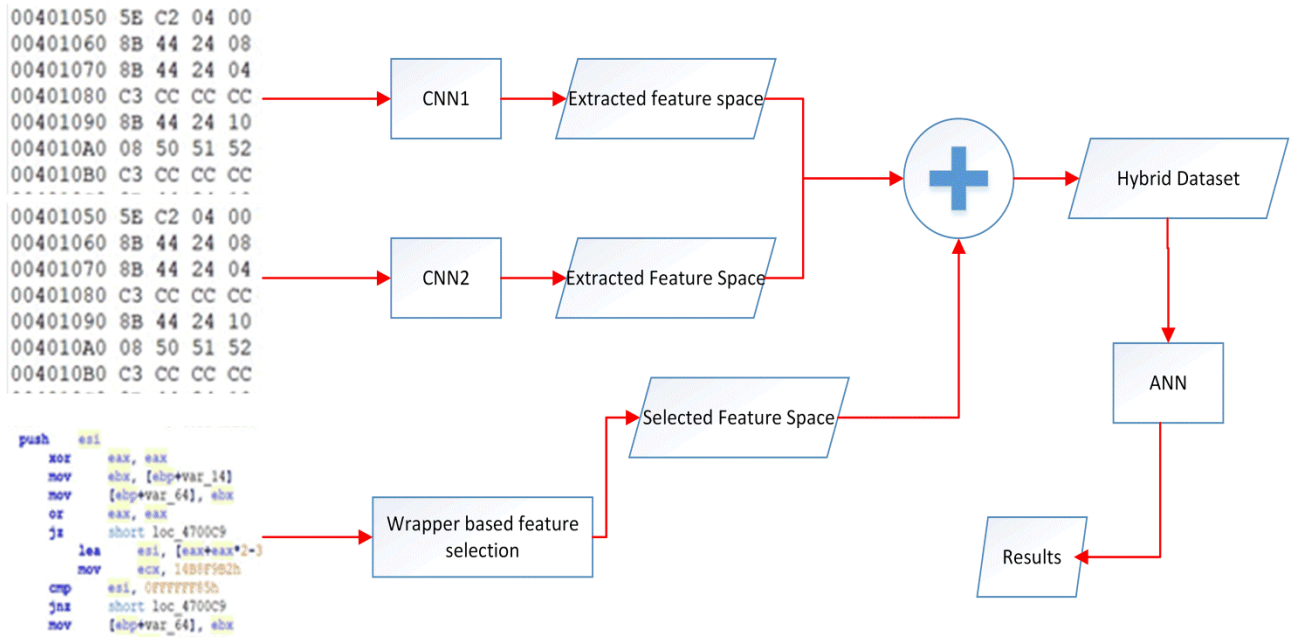 00401050 5E C2 04 00
00401060 8B 44 24 08
00401070 8B 44 24 04
00401080 C3 CC CC CC
00401090 8B 44 24 10
004010A0 08 50 51 52
004010B0 C3 CC CC CC
00401050 5E C2 04 00
00401060 8B 44 24 08
00401070 8B 44 24 04
00401080 C3 CC CC CC
00401090 8B 44 24 10
004010A0 08 50 51 52
004010B0 C3 CC CC CC
push esi
xor eax, eax
mov ebx, [ebp+var_14]
mov [ebp+var_64], ebx
or eax, eax
jz short loc_4700C9
lea esi, [eax+eax*2-3
mov ecx, 14B8F9B2h
cmp esi, 0FFFFFF85h
jnz short loc_4700C9
mov [ebp+var_64], ebx
CNN1
Extracted feature space
CNN2
Extracted Feature Space
Wrapper based feature
selection
Selected Feature Space
Hybrid Dataset
ANN
Results